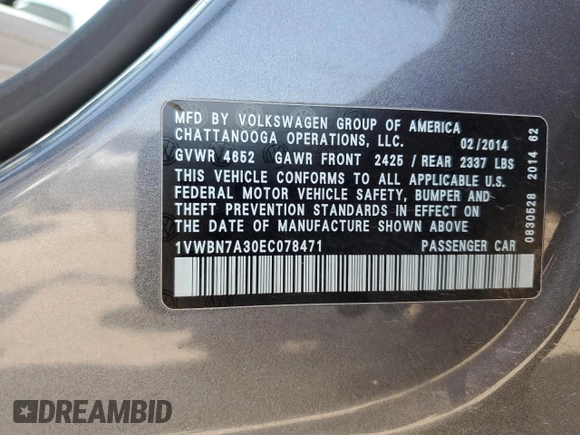 MFD BY VOLKSWAGEN GROUP OF AMERICA
CHATTANOOGA OPERATIONS, LLC. 02/2014
GVWR 4652 GAWR FRONT 2425 / REAR 2337 LBS
THIS VEHICLE CONFORMS TO ALL APPLICABLE U.S.
FEDERAL MOTOR VEHICLE SAFETY, BUMPER AND
THEFT PREVENTION STANDARDS IN EFFECT ON
THE DATE OF MANUFACTURE SHOWN ABOVE
1VWBN7A30EC078471 PASSENGER CAR
0830528 2014 62
DREAMBID